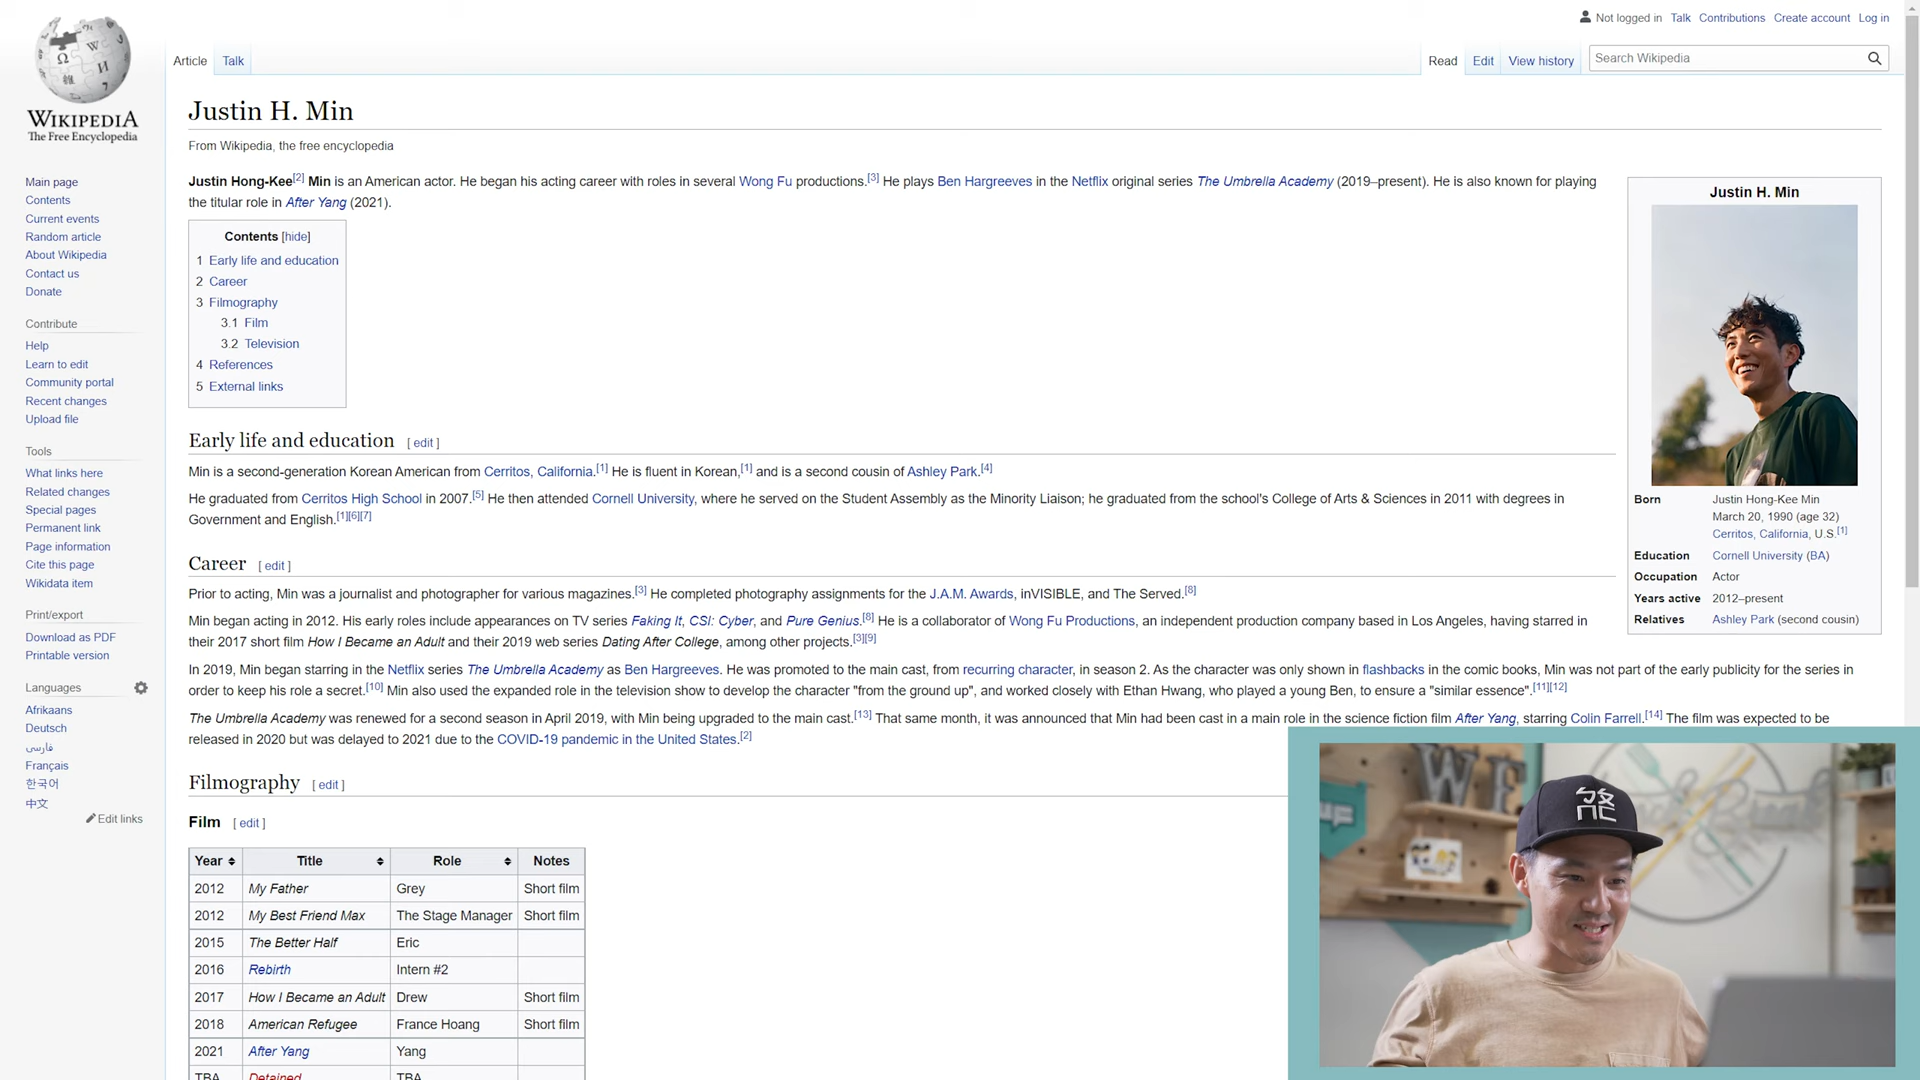 Not logged in Talk Contributions Create account Log in
Article Talk Read Edit View history Search Wikipedia
WIKIPEDIA
The Free Encyclopedia
Main page
Contents
Current events
Random article
About Wikipedia
Contact us
Donate
Contribute
Help
Learn to edit
Community portal
Recent changes
Upload file
Tools
What links here
Related changes
Special pages
Permanent link
Page information
Cite this page
Wikidata item
Print/export
Download as PDF
Printable version
Languages
Afrikaans
Deutsch
فارسی
Français
한국어
中文
Edit links
Justin H. Min
From Wikipedia, the free encyclopedia
Justin Hong-Kee[2] Min is an American actor. He began his acting career with roles in several Wong Fu productions.[3] He plays Ben Hargreeves in the Netflix original series The Umbrella Academy (2019–present). He is also known for playing
the titular role in After Yang (2021).
Contents [hide]
1 Early life and education
2 Career
3 Filmography
3.1 Film
3.2 Television
4 References
5 External links
Early life and education [ edit ]
Min is a second-generation Korean American from Cerritos, California.[1] He is fluent in Korean,[1] and is a second cousin of Ashley Park.[4]
He graduated from Cerritos High School in 2007.[5] He then attended Cornell University, where he served on the Student Assembly as the Minority Liaison; he graduated from the school's College of Arts & Sciences in 2011 with degrees in
Government and English.[1][6][7]
Career [ edit ]
Prior to acting, Min was a journalist and photographer for various magazines.[3] He completed photography assignments for the J.A.M. Awards, inVISIBLE, and The Served.[8]
Min began acting in 2012. His early roles include appearances on TV series Faking It, CSI: Cyber, and Pure Genius.[8] He is a collaborator of Wong Fu Productions, an independent production company based in Los Angeles, having starred in
their 2017 short film How I Became an Adult and their 2019 web series Dating After College, among other projects.[3][9]
In 2019, Min began starring in the Netflix series The Umbrella Academy as Ben Hargreeves. He was promoted to the main cast, from recurring character, in season 2. As the character was only shown in flashbacks in the comic books, Min was not part of the early publicity for the series in
order to keep his role a secret.[10] Min also used the expanded role in the television show to develop the character "from the ground up", and worked closely with Ethan Hwang, who played a young Ben, to ensure a "similar essence".[11][12]
The Umbrella Academy was renewed for a second season in April 2019, with Min being upgraded to the main cast.[13] That same month, it was announced that Min had been cast in a main role in the science fiction film After Yang, starring Colin Farrell.[14] The film was expected to be
released in 2020 but was delayed to 2021 due to the COVID-19 pandemic in the United States.[2]
Filmography [ edit ]
Film [ edit ]
Year Title Role Notes
2012 My Father Grey Short film
2012 My Best Friend Max The Stage Manager Short film
2015 The Better Half Eric
2016 Rebirth Intern #2
2017 How I Became an Adult Drew Short film
2018 American Refugee France Hoang Short film
2021 After Yang Yang
TBA Detained TBA
Justin H. Min
Born Justin Hong-Kee Min
March 20, 1990 (age 32)
Cerritos, California, U.S.[1]
Education Cornell University (BA)
Occupation Actor
Years active 2012–present
Relatives Ashley Park (second cousin)
WF